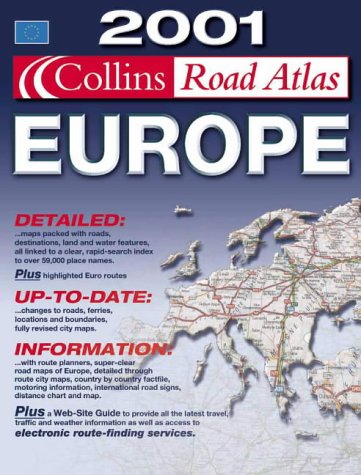 2001
Collins Road Atlas
EUROPE
DETAILED:
...maps packed with roads,
destinations, land and water features,
all linked to a clear, rapid-search index
to over 59,000 place names.
Plus highlighted Euro routes
UP-TO-DATE:
...changes to roads, ferries,
locations and boundaries,
fully revised city maps.
INFORMATION:
...with route planners, super-clear
road maps of Europe, detailed through
route city maps, country by country factfile,
motoring information, international road signs,
distance chart and map.
Plus a Web-Site Guide to provide all the latest travel,
traffic and weather information as well as access to
electronic route-finding services.